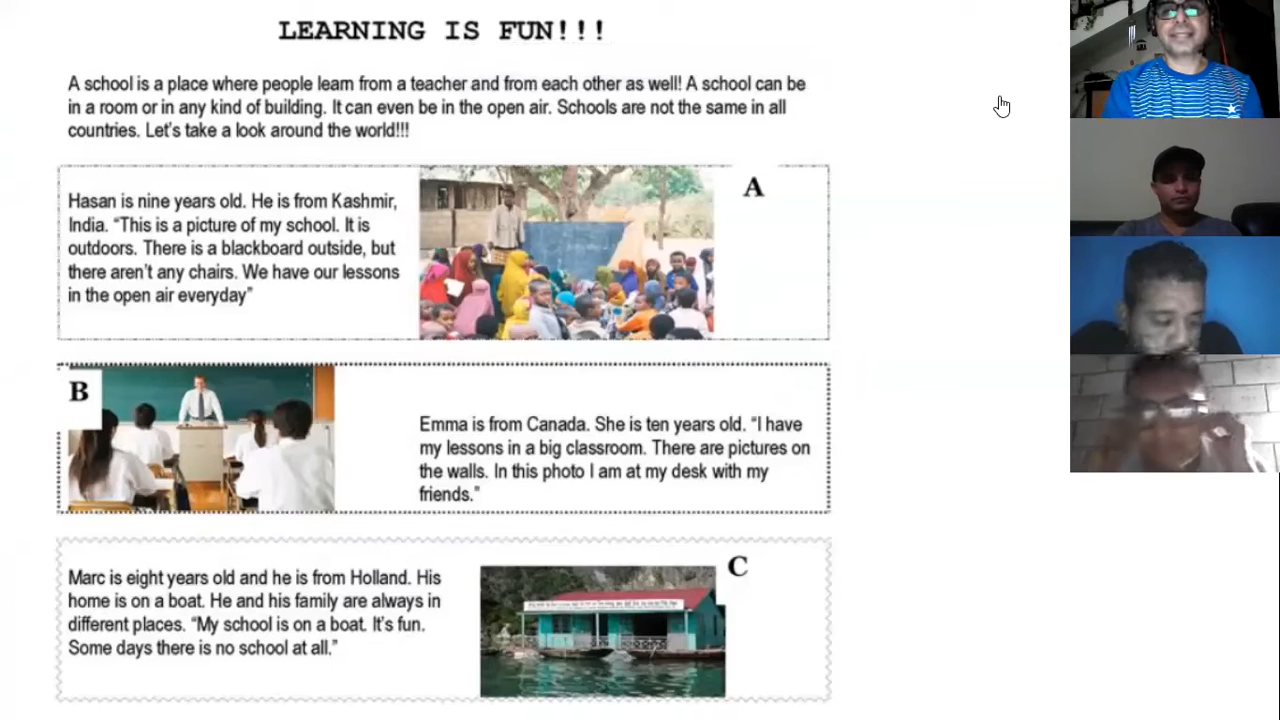 LEARNING IS FUN!!!
A school is a place where people learn from a teacher and from each other as well! A school can be
in a room or in any kind of building. It can even be in the open air. Schools are not the same in all
countries. Let's take a look around the world!!!
Hasan is nine years old. He is from Kashmir,
India. “This is a picture of my school. It is
outdoors. There is a blackboard outside, but
there aren't any chairs. We have our lessons
in the open air everyday”
A
B
Emma is from Canada. She is ten years old. “I have
my lessons in a big classroom. There are pictures on
the walls. In this photo I am at my desk with my
friends.”
Marc is eight years old and he is from Holland. His
home is on a boat. He and his family are always in
different places. “My school is on a boat. It's fun.
Some days there is no school at all.”
C